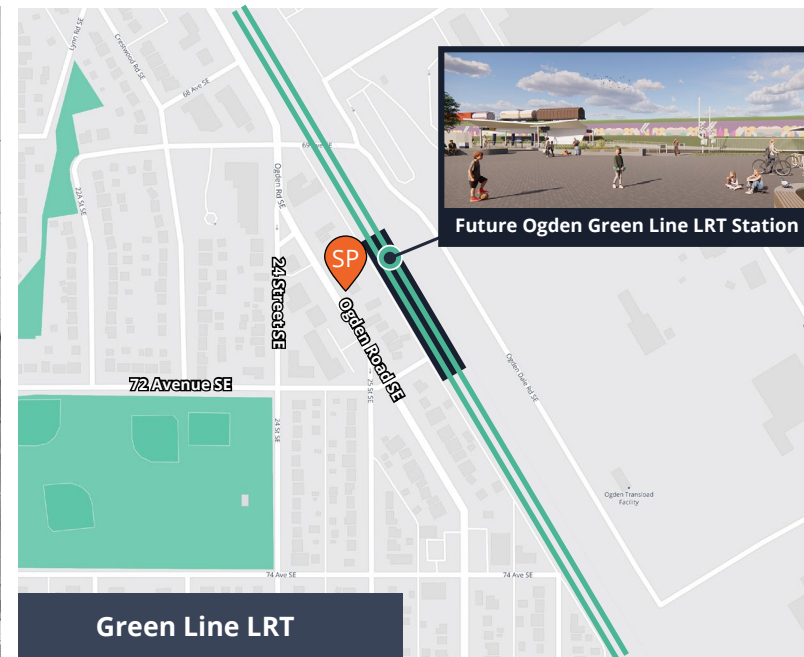 Lynn Rd SE
Crestwood Rd SE
68 Ave SE
69 Ave SE
22A St SE
Ogden Rd SE
Future Ogden Green Line LRT Station
SP
24 Street SE
Ogden Road SE
72 Avenue SE
25 St SE
Ogden Dale Rd SE
24 St SE
Ogden Transload
Facility
74 Ave SE
74 Ave SE
Green Line LRT